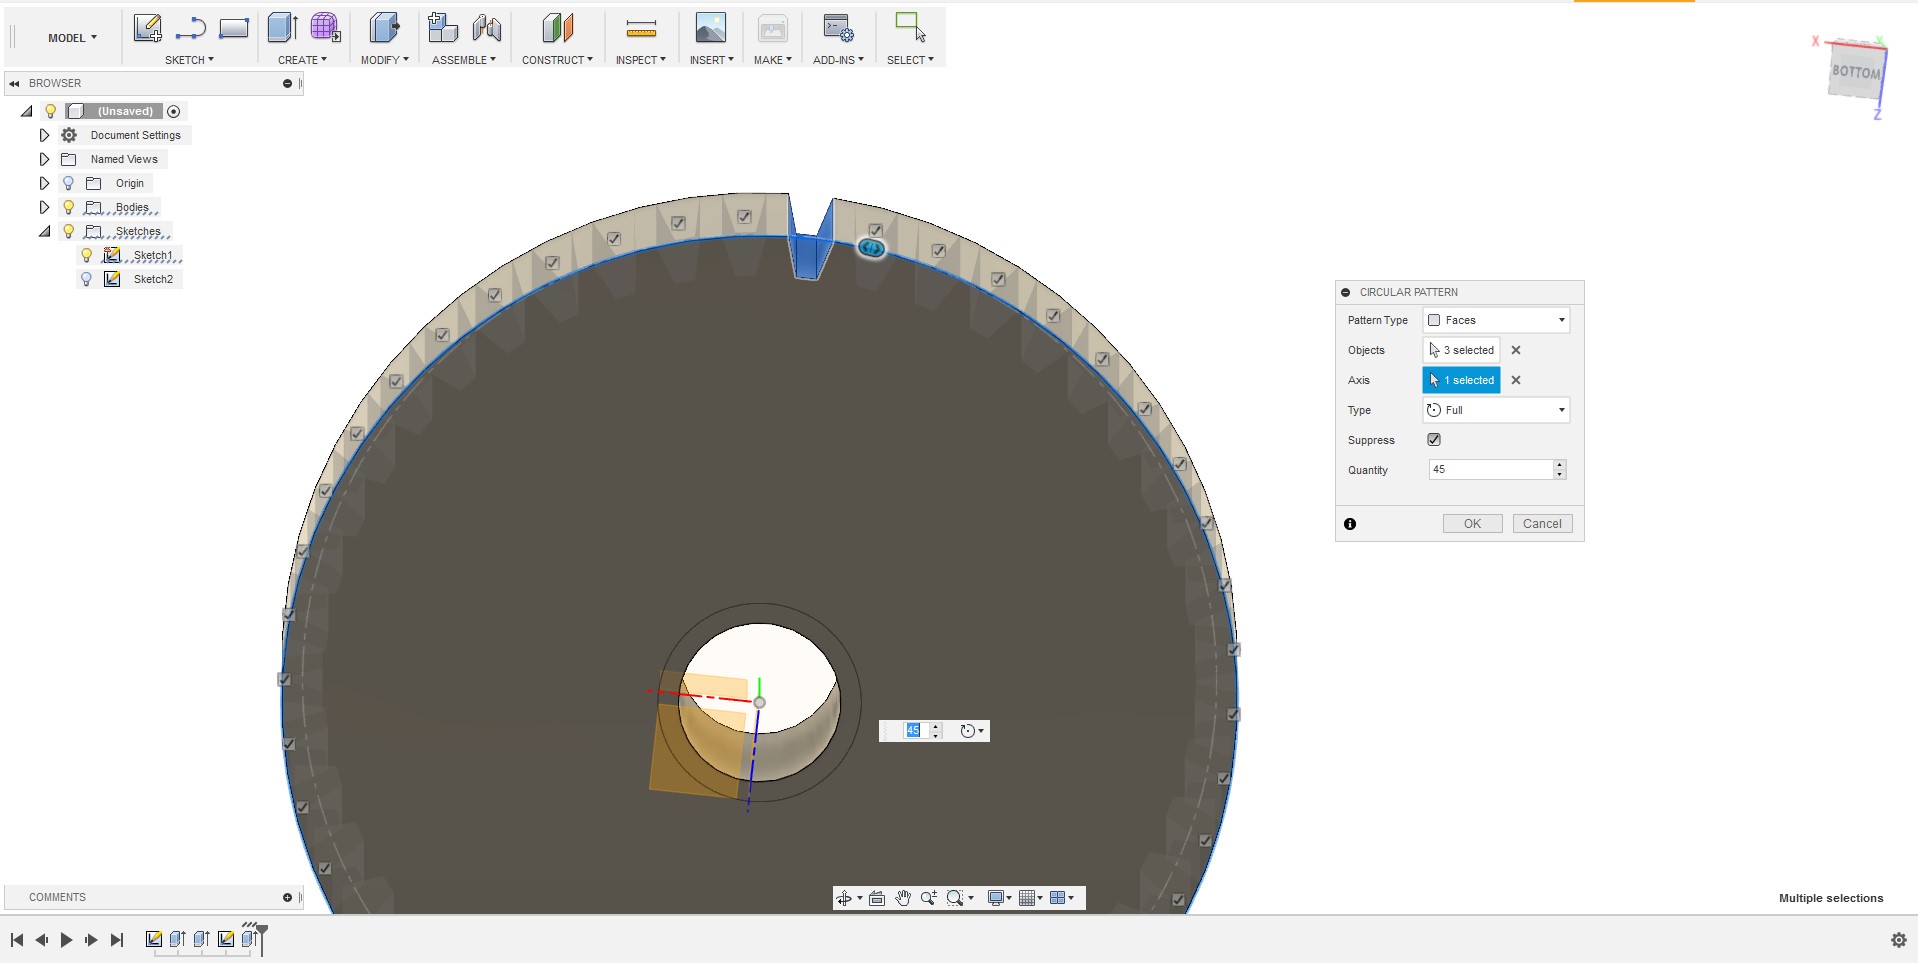 MODEL
SKETCH
CREATE
MODIFY
ASSEMBLE
CONSTRUCT
INSPECT
INSERT
MAKE
ADD-INS
SELECT
X
Y
BOTTOM
Z
BROWSER
(Unsaved)
Document Settings
Named Views
Origin
Bodies
Sketches
Sketch1
Sketch2
CIRCULAR PATTERN
Pattern Type Faces
Objects 3 selected
Axis 1 selected
Type Full
Suppress
Quantity 45
OK Cancel
45
COMMENTS
Multiple selections